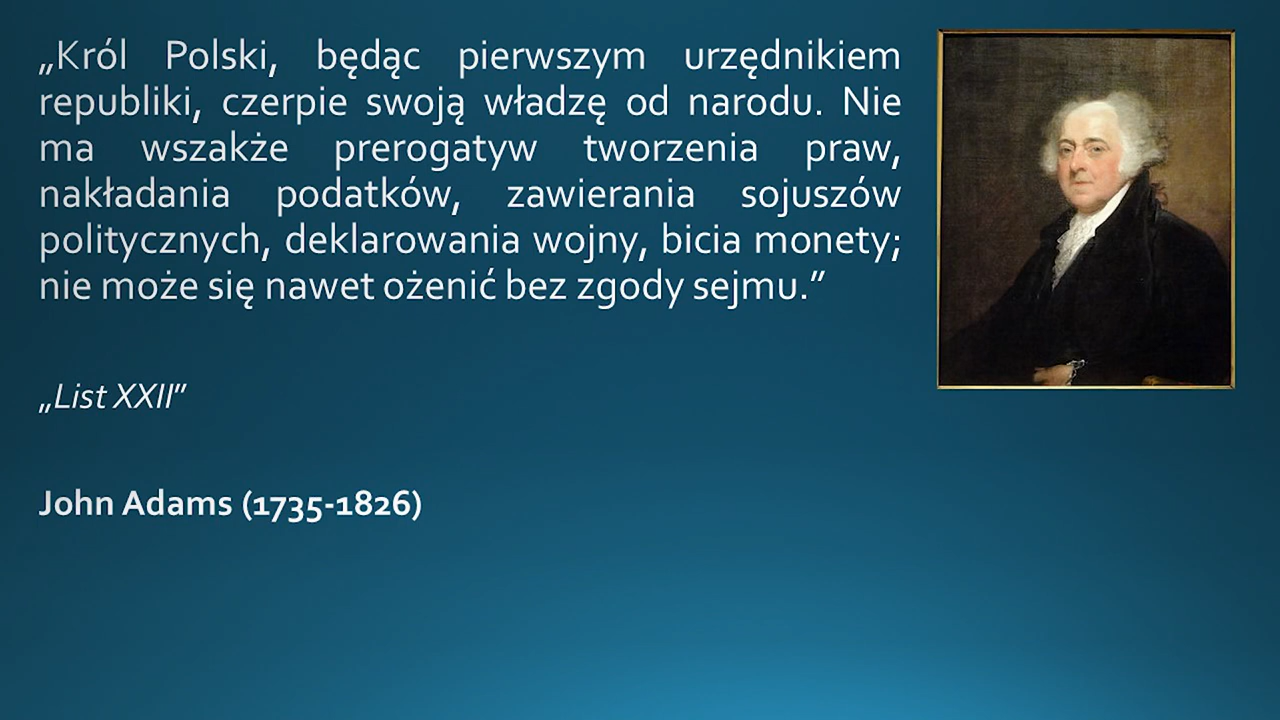 „Król Polski, będąc pierwszym urzędnikiem
republiki, czerpie swoją władzę od narodu. Nie
ma wszakże prerogatyw tworzenia praw,
nakładania podatków, zawierania sojuszów
politycznych, deklarowania wojny, bicia monety;
nie może się nawet ożenić bez zgody sejmu.”
„List XXII”
John Adams (1735-1826)